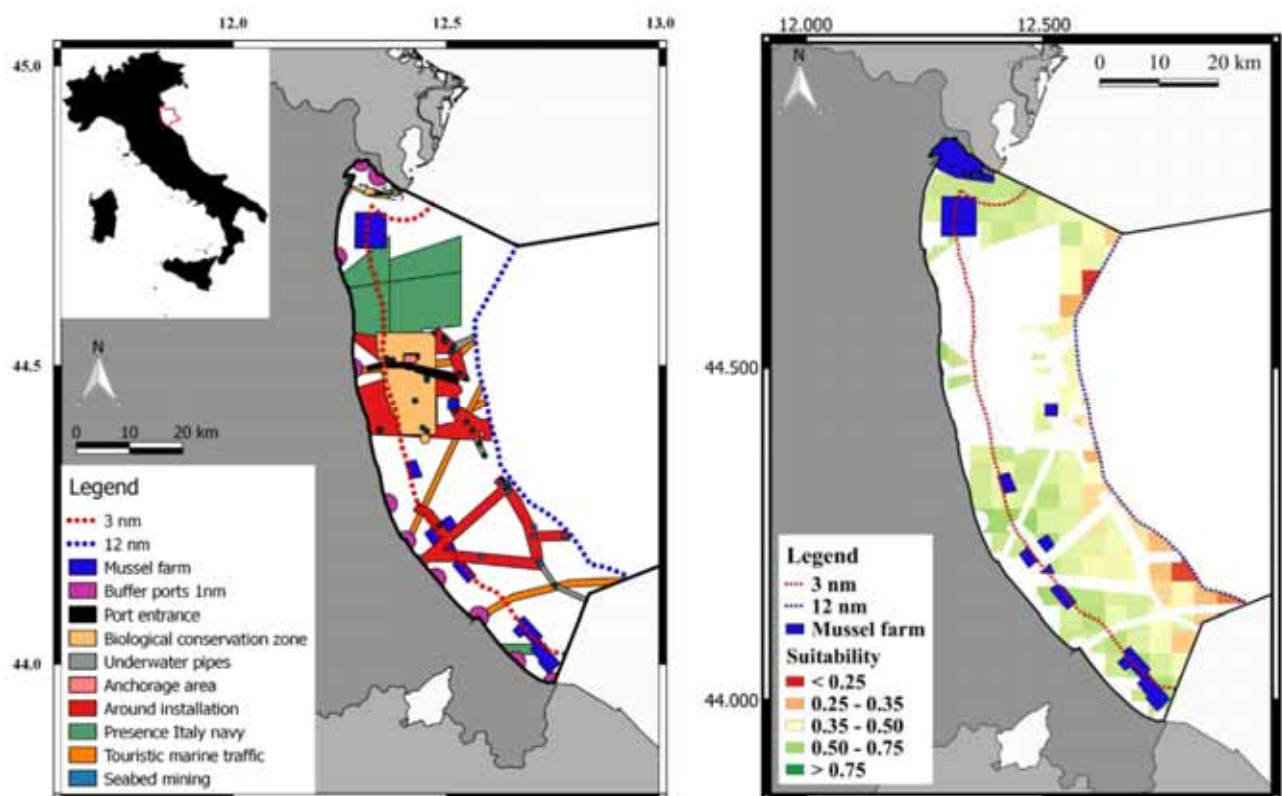 12.0 12.5 13.0
45.0
44.5
44.0
N
0 10 20 km
Legend
3 nm
12 nm
Mussel farm
Buffer ports 1nm
Port entrance
Biological conservation zone
Underwater pipes
Anchorage area
Around installation
Presence Italy navy
Touristic marine traffic
Seabed mining
12.000 12.500
N
0 10 20 km
44.500
44.000
Legend
3 nm
12 nm
Mussel farm
Suitability
< 0.25
0.25 - 0.35
0.35 - 0.50
0.50 - 0.75
> 0.75